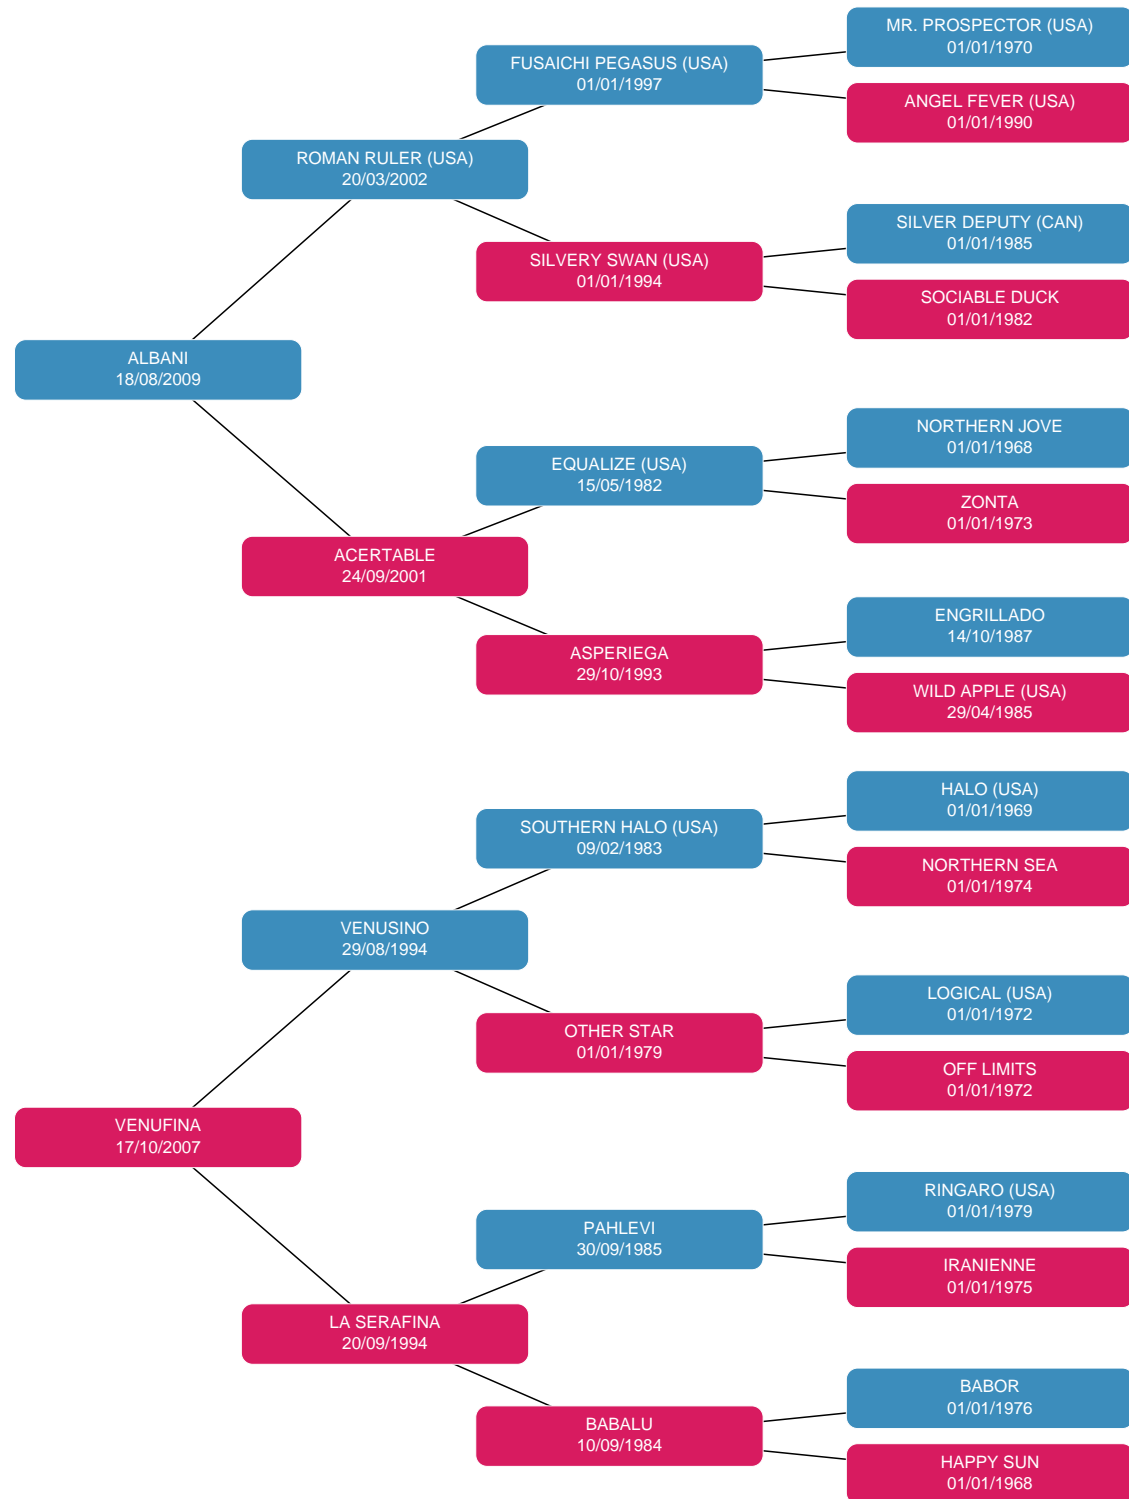 MR. PROSPECTOR (USA)
01/01/1970
FUSAICHI PEGASUS (USA)
01/01/1997
ANGEL FEVER (USA)
01/01/1990
ROMAN RULER (USA)
20/03/2002
SILVER DEPUTY (CAN)
01/01/1985
SILVERY SWAN (USA)
01/01/1994
SOCIABLE DUCK
01/01/1982
ALBANI
18/08/2009
NORTHERN JOVE
01/01/1968
EQUALIZE (USA)
15/05/1982
ZONTA
01/01/1973
ACERTABLE
24/09/2001
ENGRILLADO
14/10/1987
ASPERIEGA
29/10/1993
WILD APPLE (USA)
29/04/1985
HALO (USA)
01/01/1969
SOUTHERN HALO (USA)
09/02/1983
NORTHERN SEA
01/01/1974
VENUSINO
29/08/1994
LOGICAL (USA)
01/01/1972
OTHER STAR
01/01/1979
OFF LIMITS
01/01/1972
VENUFINA
17/10/2007
RINGARO (USA)
01/01/1979
PAHLEVI
30/09/1985
IRANIENNE
01/01/1975
LA SERAFINA
20/09/1994
BABOR
01/01/1976
BABALU
10/09/1984
HAPPY SUN
01/01/1968